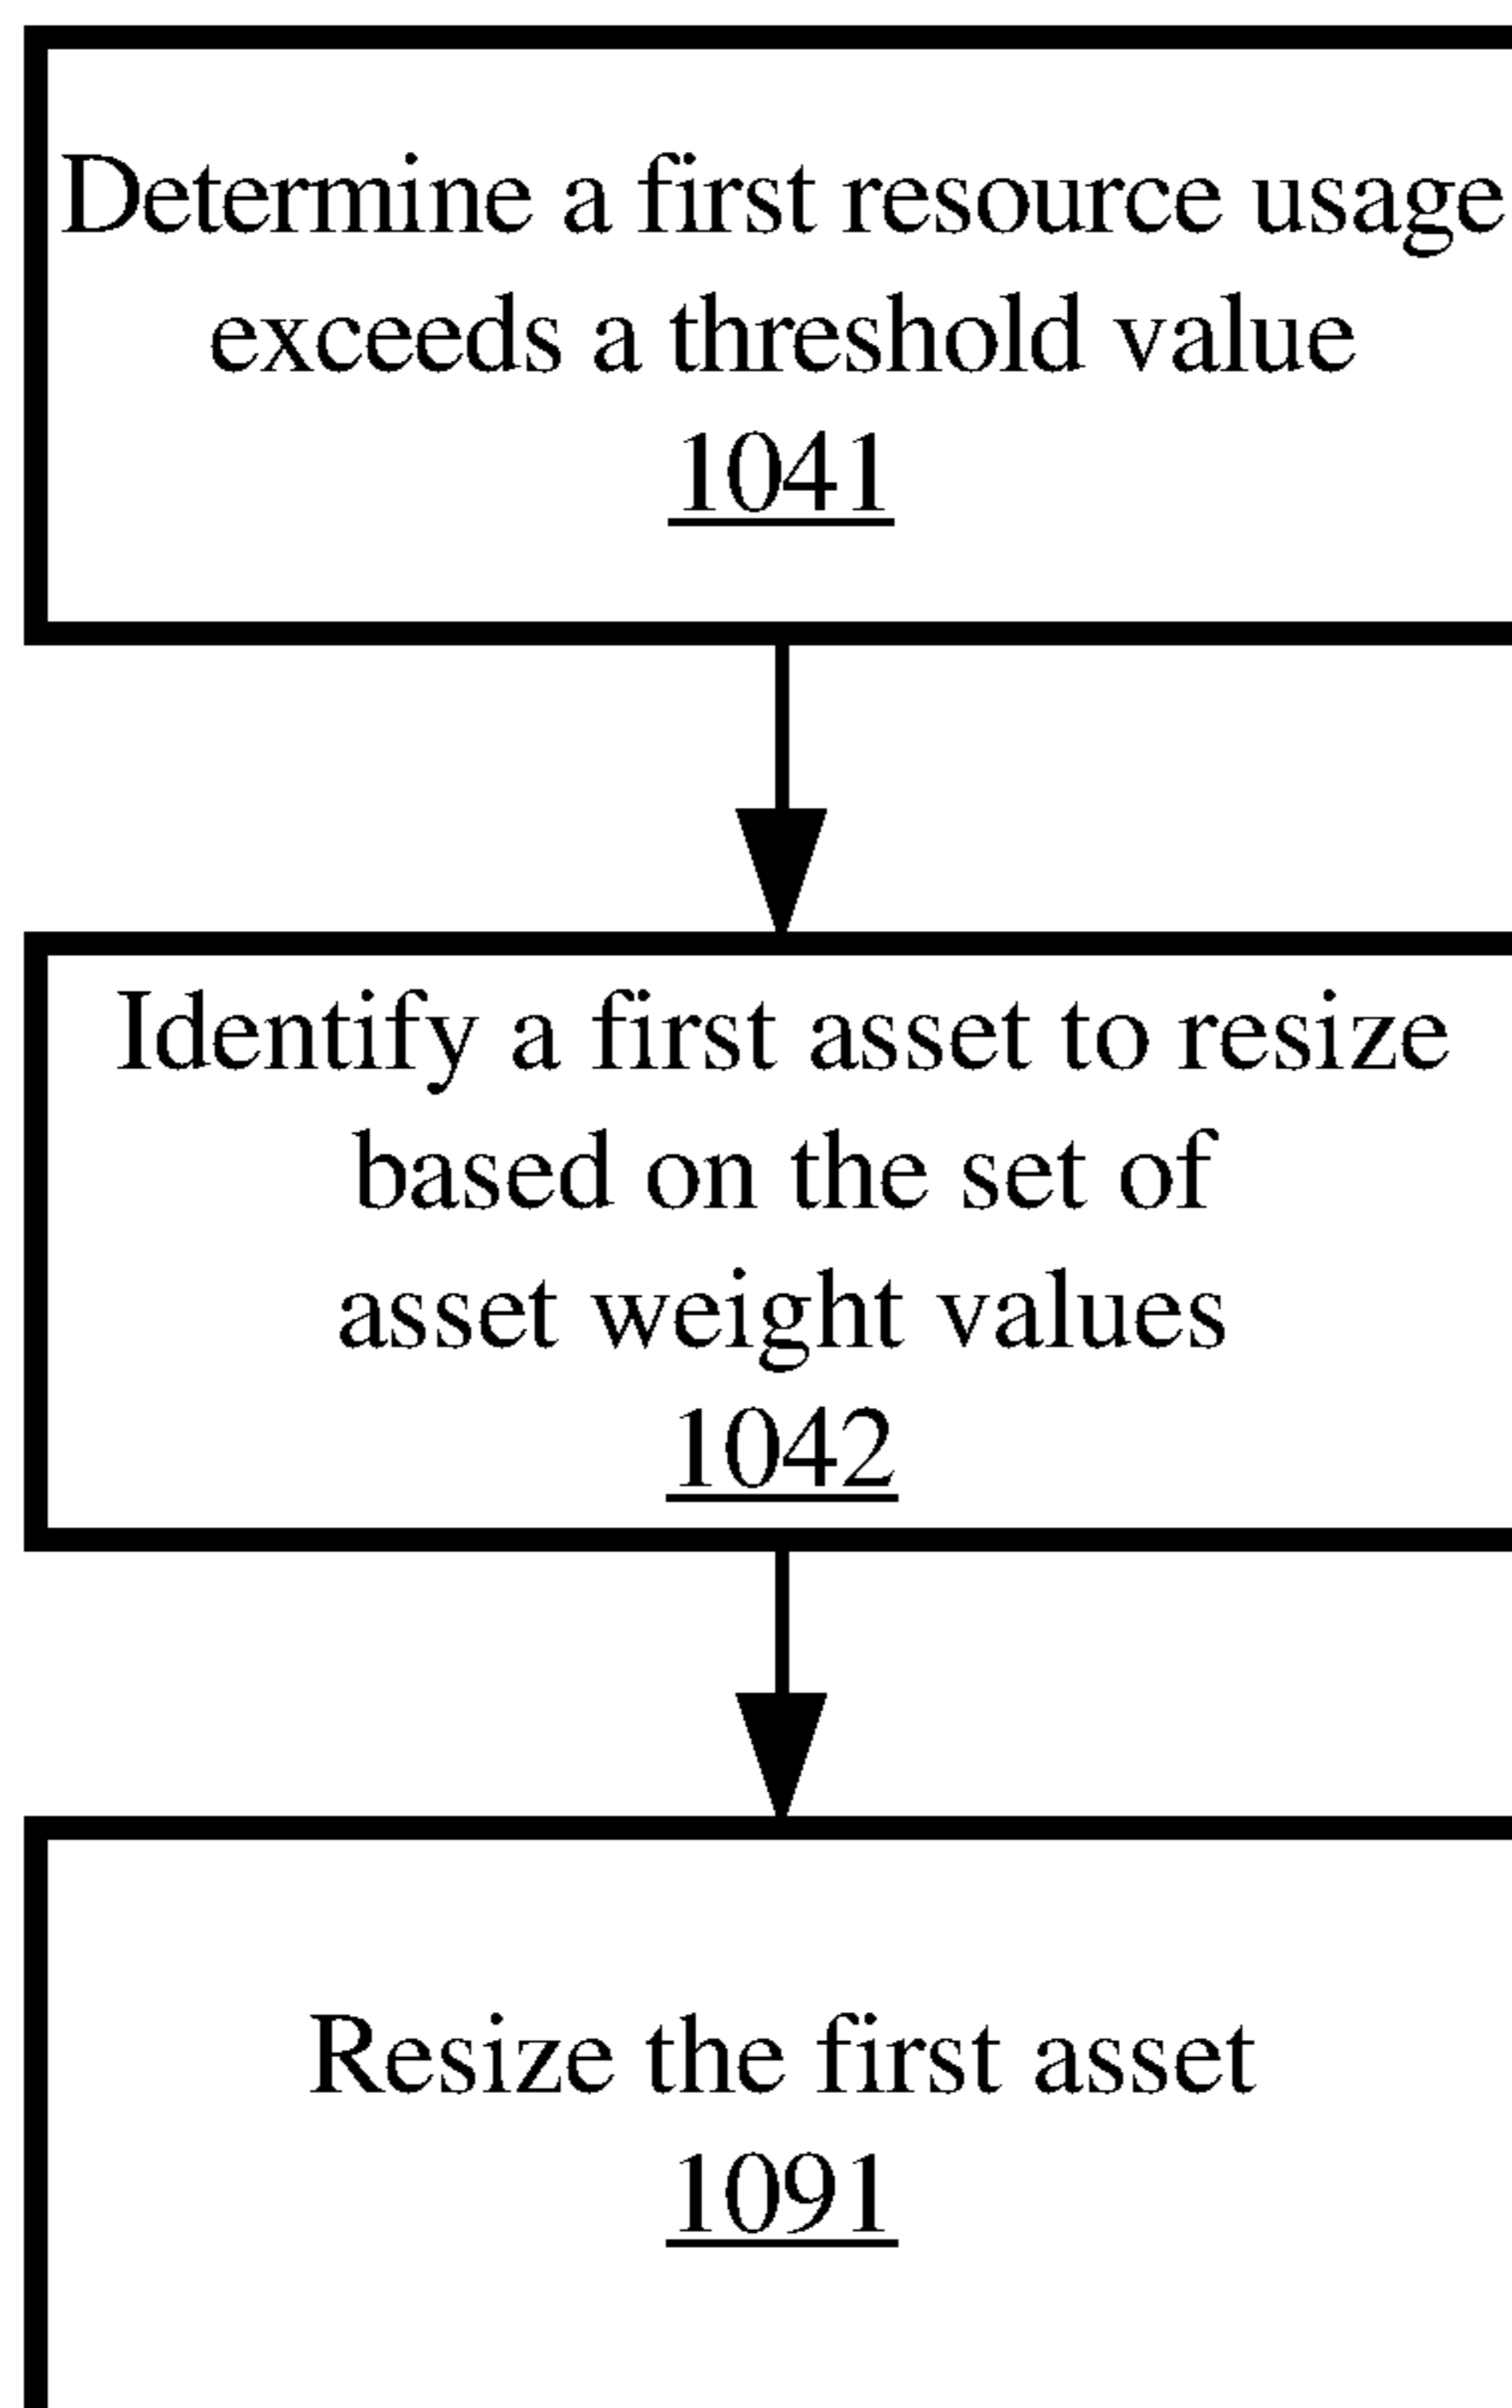 Determine a first resource usage
exceeds a threshold value
1041
Identify a first asset to resize
based on the set of
asset weight values
1042
Resize the first asset
1091